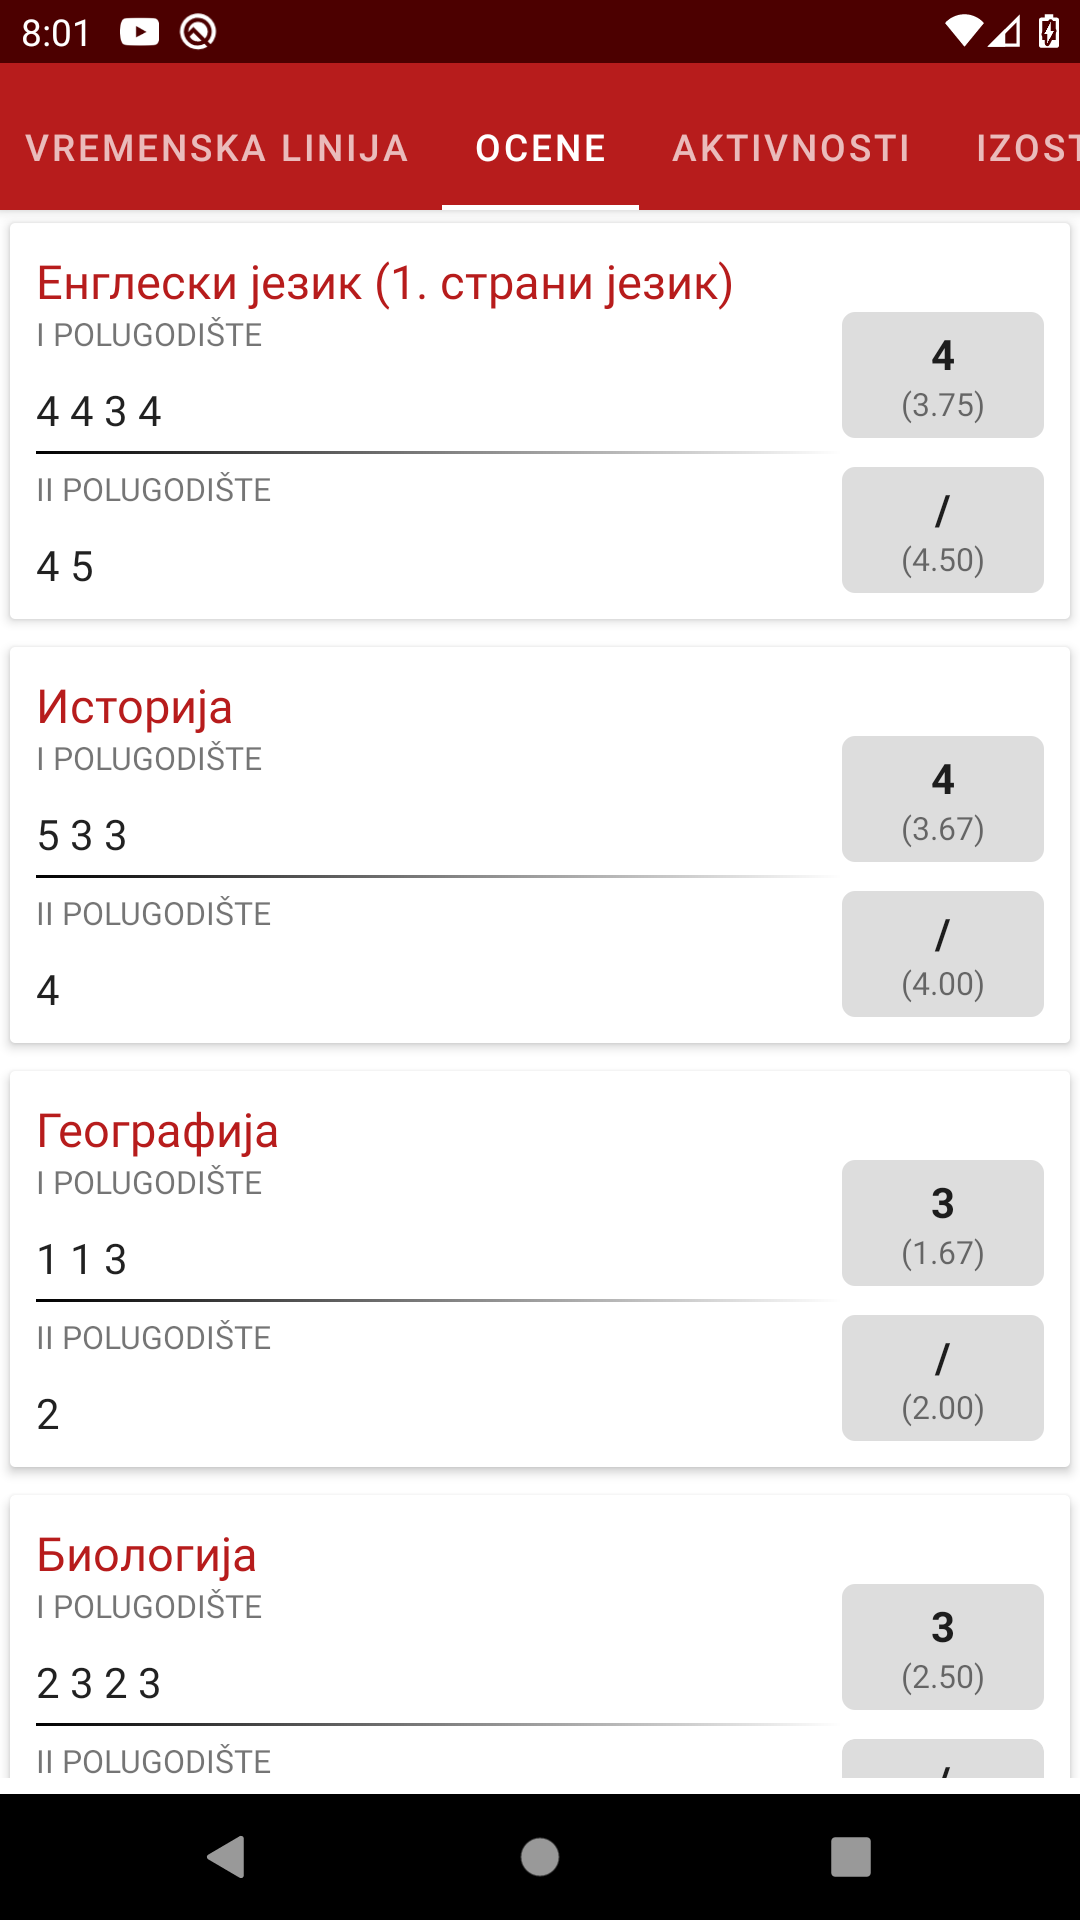 8:01
VREMENSKA LINIJA OCENE AKTIVNOSTI IZOST
Енглески језик (1. страни језик)
I POLUGODIŠTE
4
4 4 3 4
(3.75)
II POLUGODIŠTE
/
4 5
(4.50)
Историја
I POLUGODIŠTE
4
5 3 3
(3.67)
II POLUGODIŠTE
/
4
(4.00)
Географија
I POLUGODIŠTE
3
1 1 3
(1.67)
II POLUGODIŠTE
/
2
(2.00)
Биологија
I POLUGODIŠTE
3
2 3 2 3
(2.50)
II POLUGODIŠTE
/